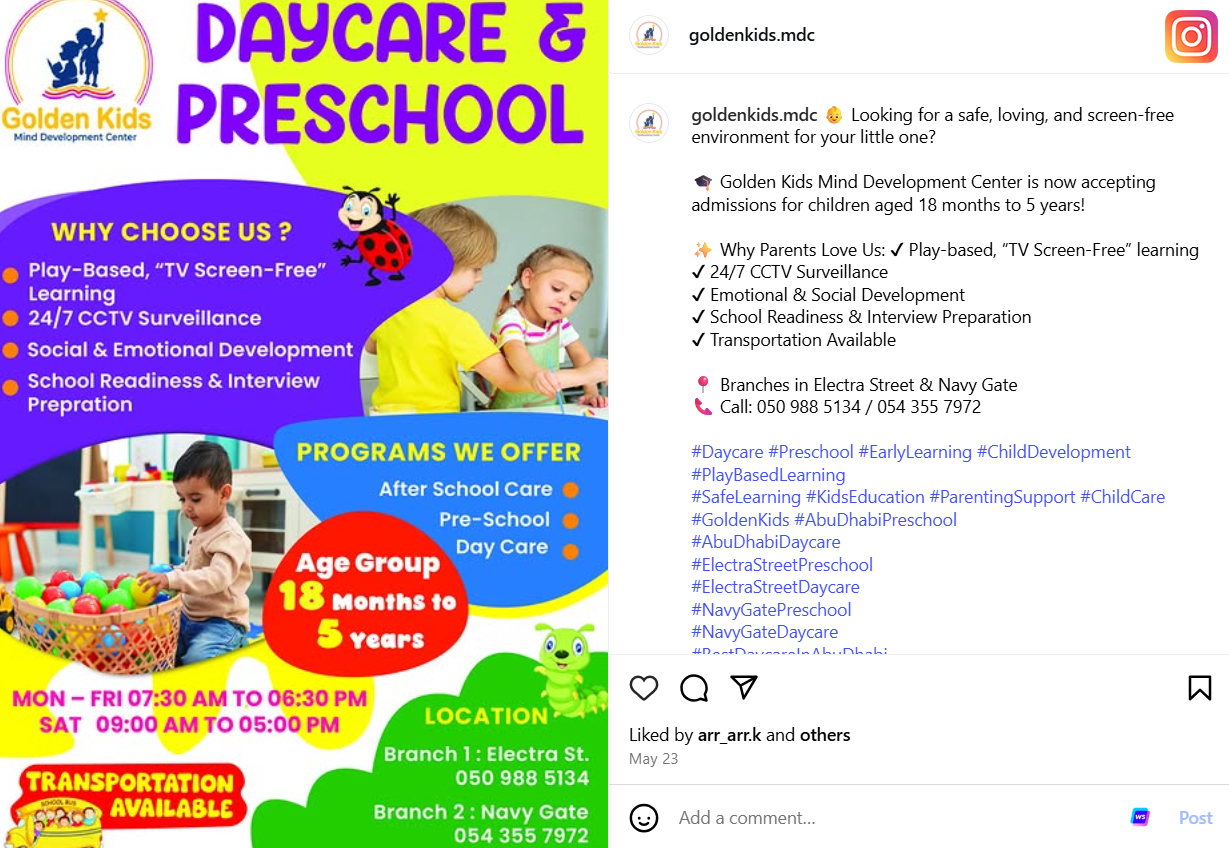 DAYCARE &
PRESCHOOL
Golden Kids
Mind Development Center
WHY CHOOSE US ?
Play-Based, “TV Screen-Free”
Learning
24/7 CCTV Surveillance
Social & Emotional Development
School Readiness & Interview
Prepration
PROGRAMS WE OFFER
After School Care
Pre-School
Day Care
Age Group
18 Months to
5 Years
MON – FRI 07:30 AM TO 06:30 PM
SAT 09:00 AM TO 05:00 PM
LOCATION
Branch 1 : Electra St.
050 988 5134
Branch 2 : Navy Gate
054 355 7972
TRANSPORTATION
AVAILABLE
SCHOOL BUS
goldenkids.mdc
goldenkids.mdc 👶 Looking for a safe, loving, and screen-free
environment for your little one?
🎓 Golden Kids Mind Development Center is now accepting
admissions for children aged 18 months to 5 years!
✨ Why Parents Love Us: ✔ Play-based, “TV Screen-Free” learning
✔ 24/7 CCTV Surveillance
✔ Emotional & Social Development
✔ School Readiness & Interview Preparation
✔ Transportation Available
📍 Branches in Electra Street & Navy Gate
📞 Call: 050 988 5134 / 054 355 7972
#Daycare #Preschool #EarlyLearning #ChildDevelopment
#PlayBasedLearning
#SafeLearning #KidsEducation #ParentingSupport #ChildCare
#GoldenKids #AbuDhabiPreschool
#AbuDhabiDaycare
#ElectraStreetPreschool
#ElectraStreetDaycare
#NavyGatePreschool
#NavyGateDaycare
#BestDaycareInAbuDhabi
Liked by arr_arr.k and others
May 23
Add a comment...
WS
Post